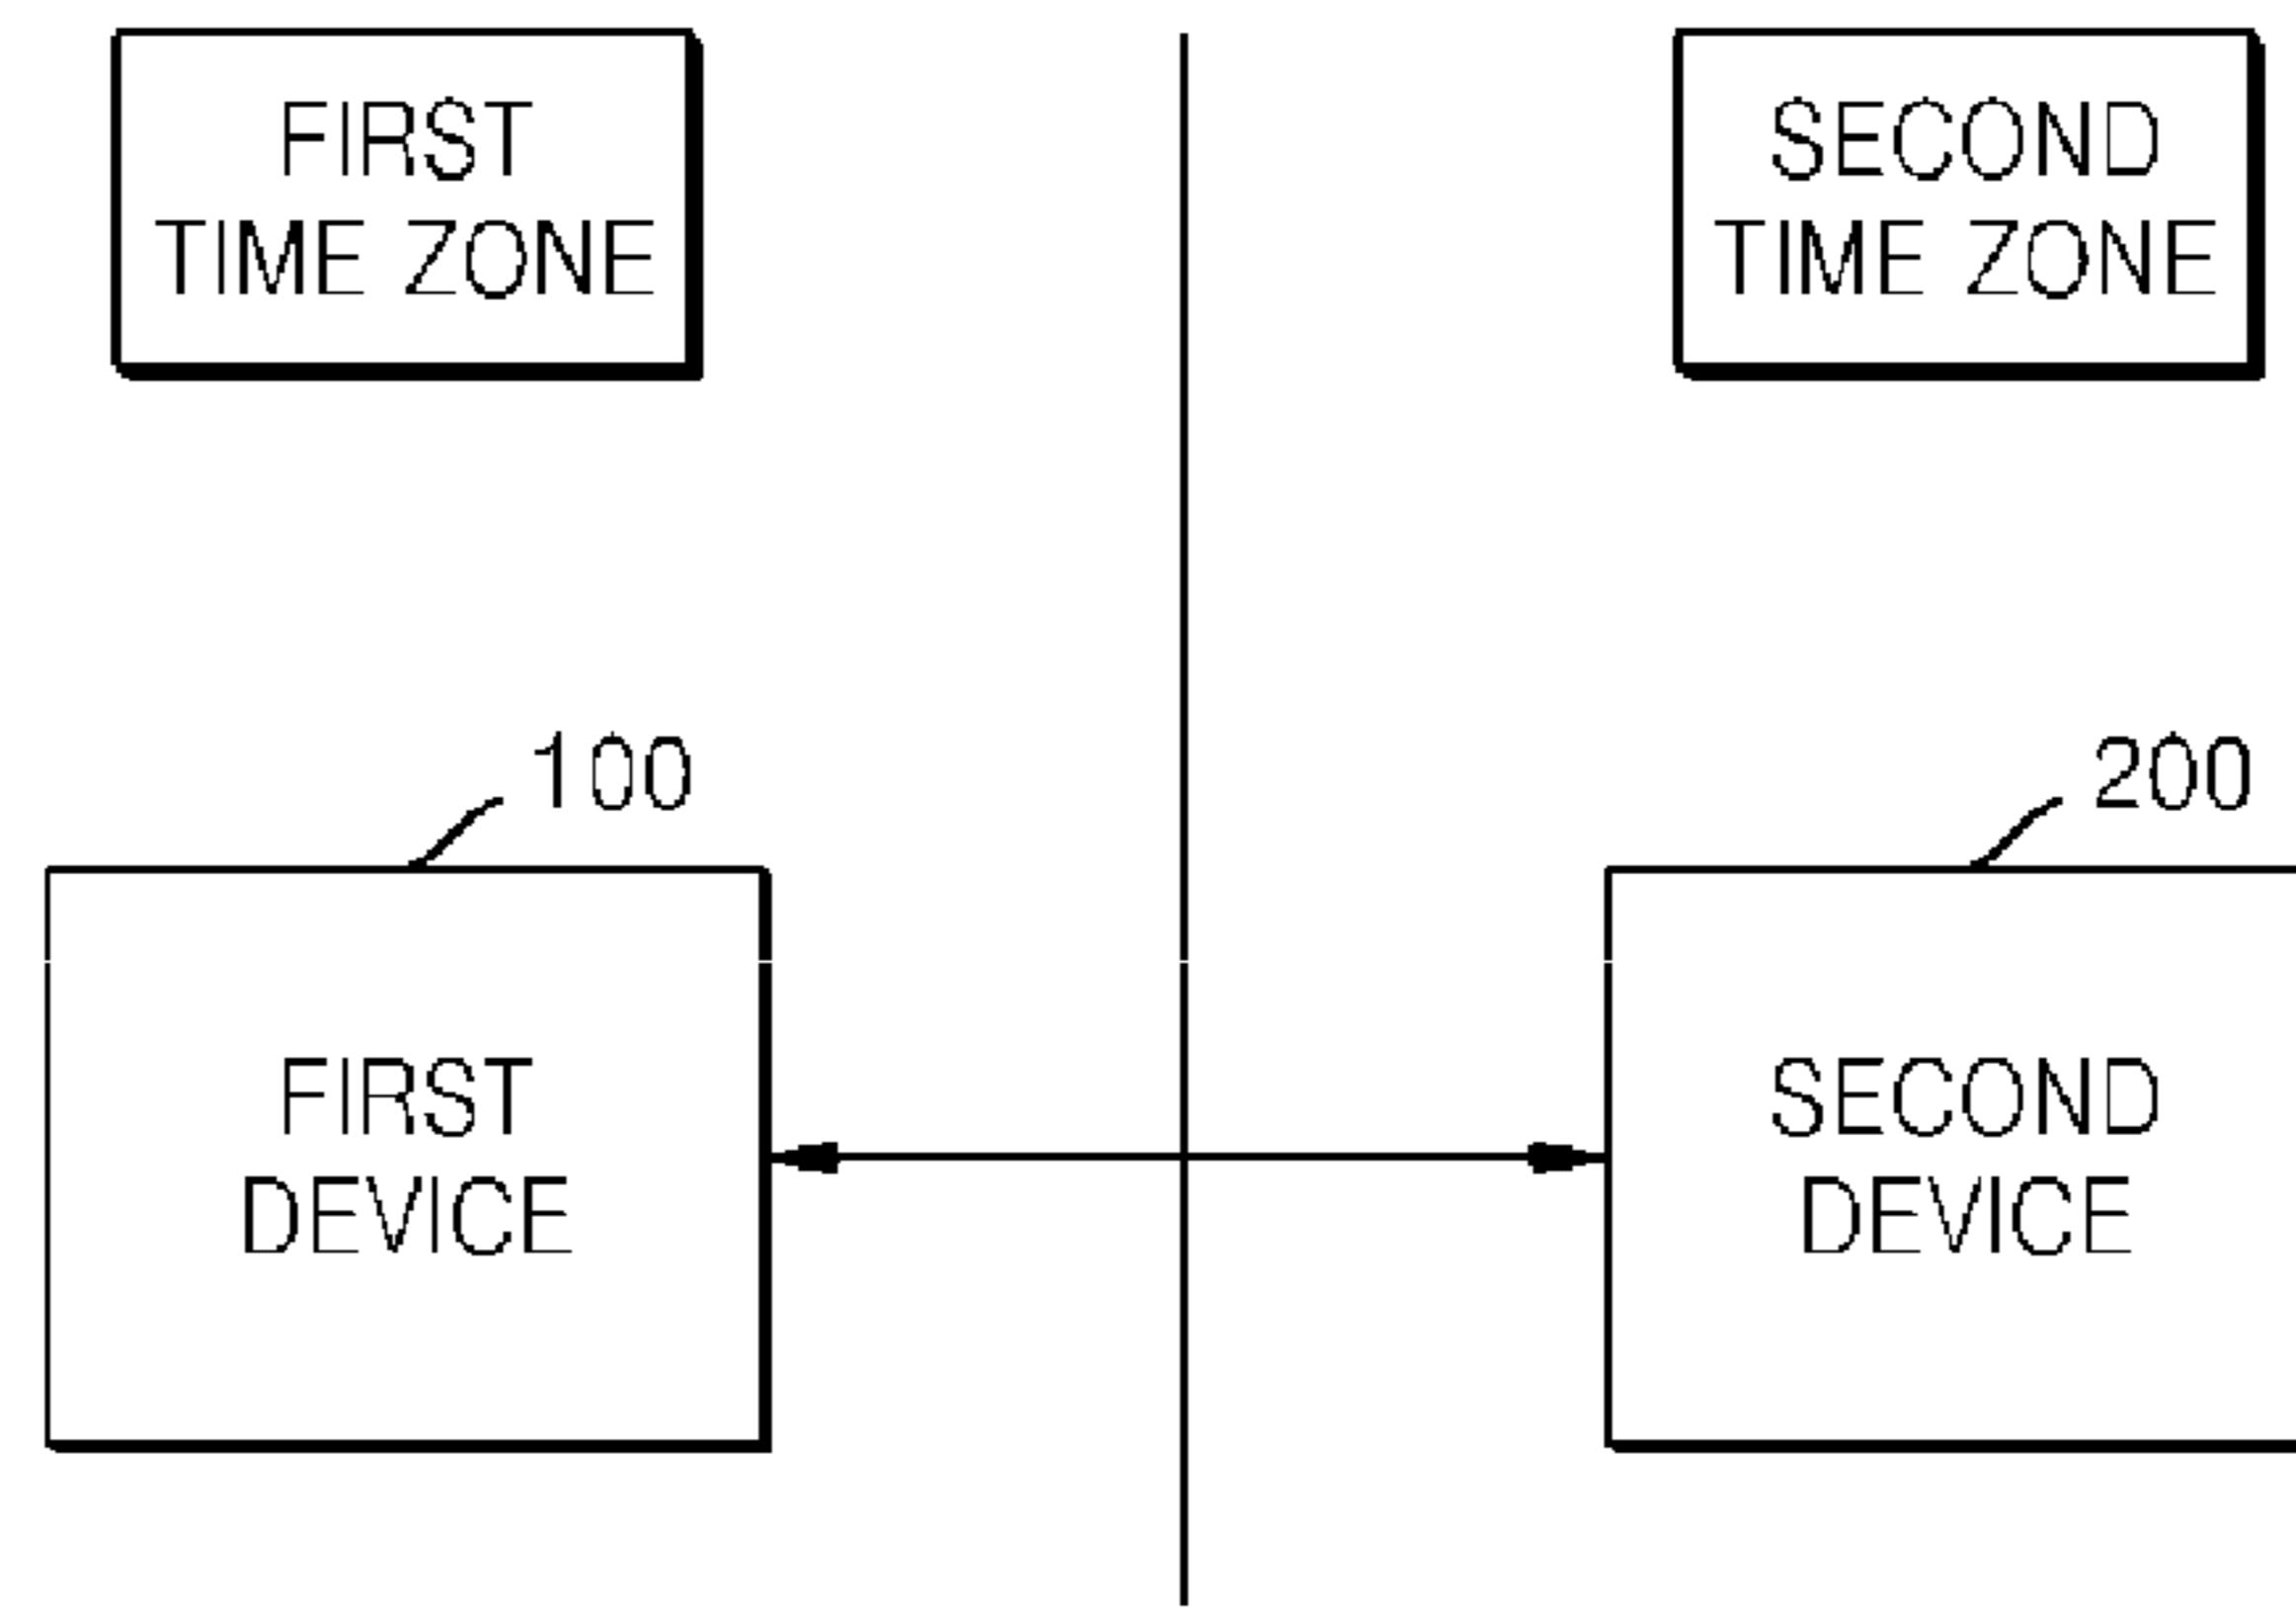 FIRST
TIME ZONE
SECOND
TIME ZONE
100
200
FIRST
DEVICE
SECOND
DEVICE